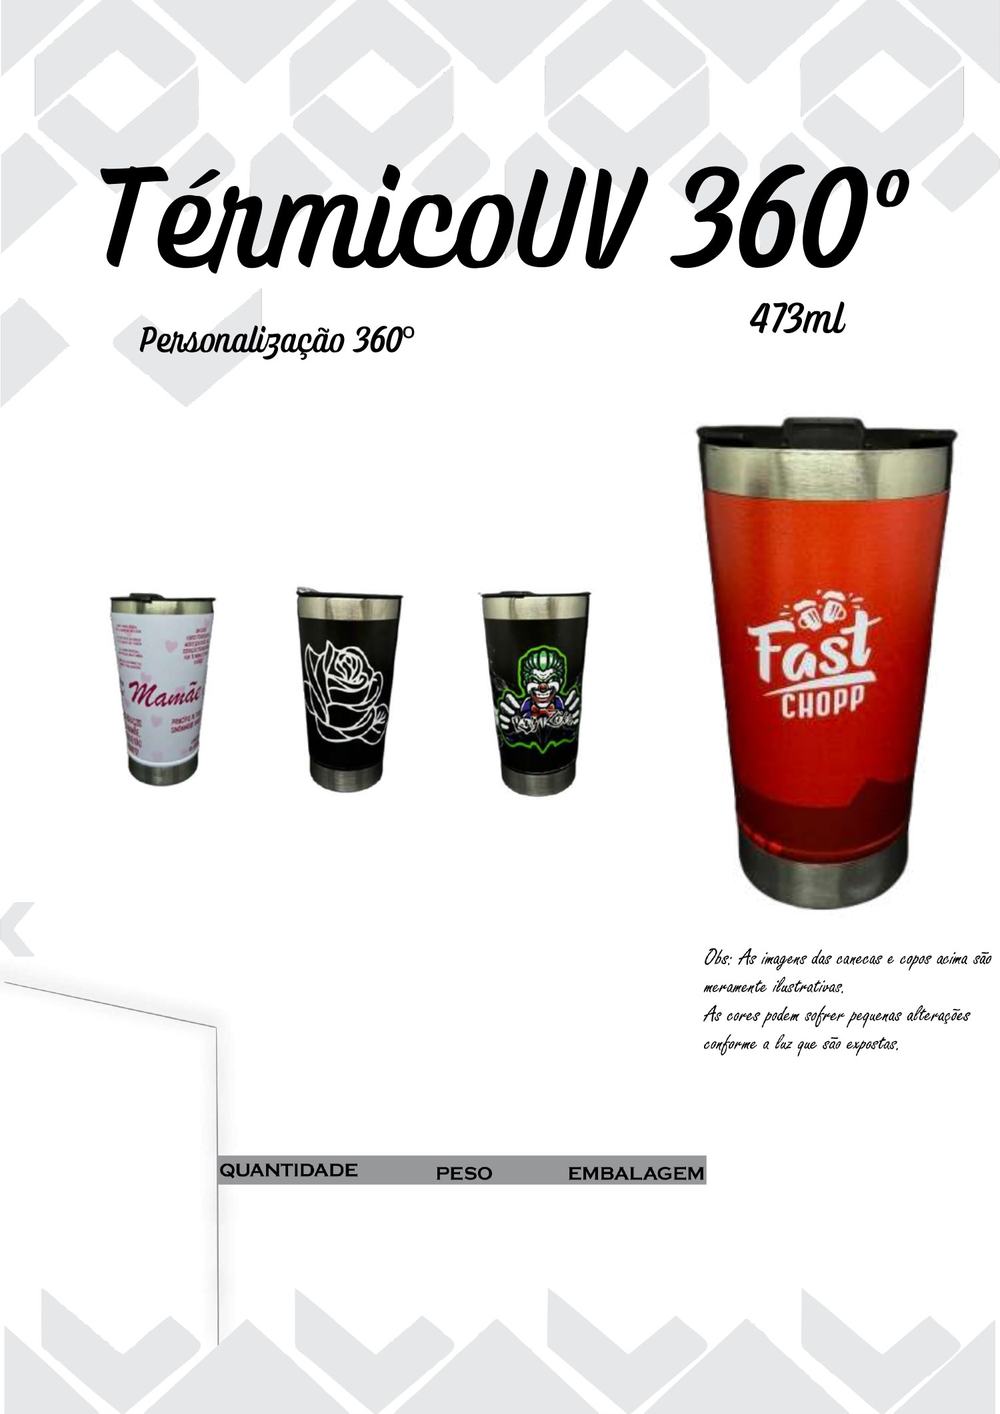 TérmicoUV 360º
473ml
Personalização 360º
Mamãe
Fast
CHOPP
Obs: As imagens das canecas e copos acima são
meramente ilustrativas.
As cores podem sofrer pequenas alterações
conforme a luz que são expostas.
QUANTIDADE PESO EMBALAGEM